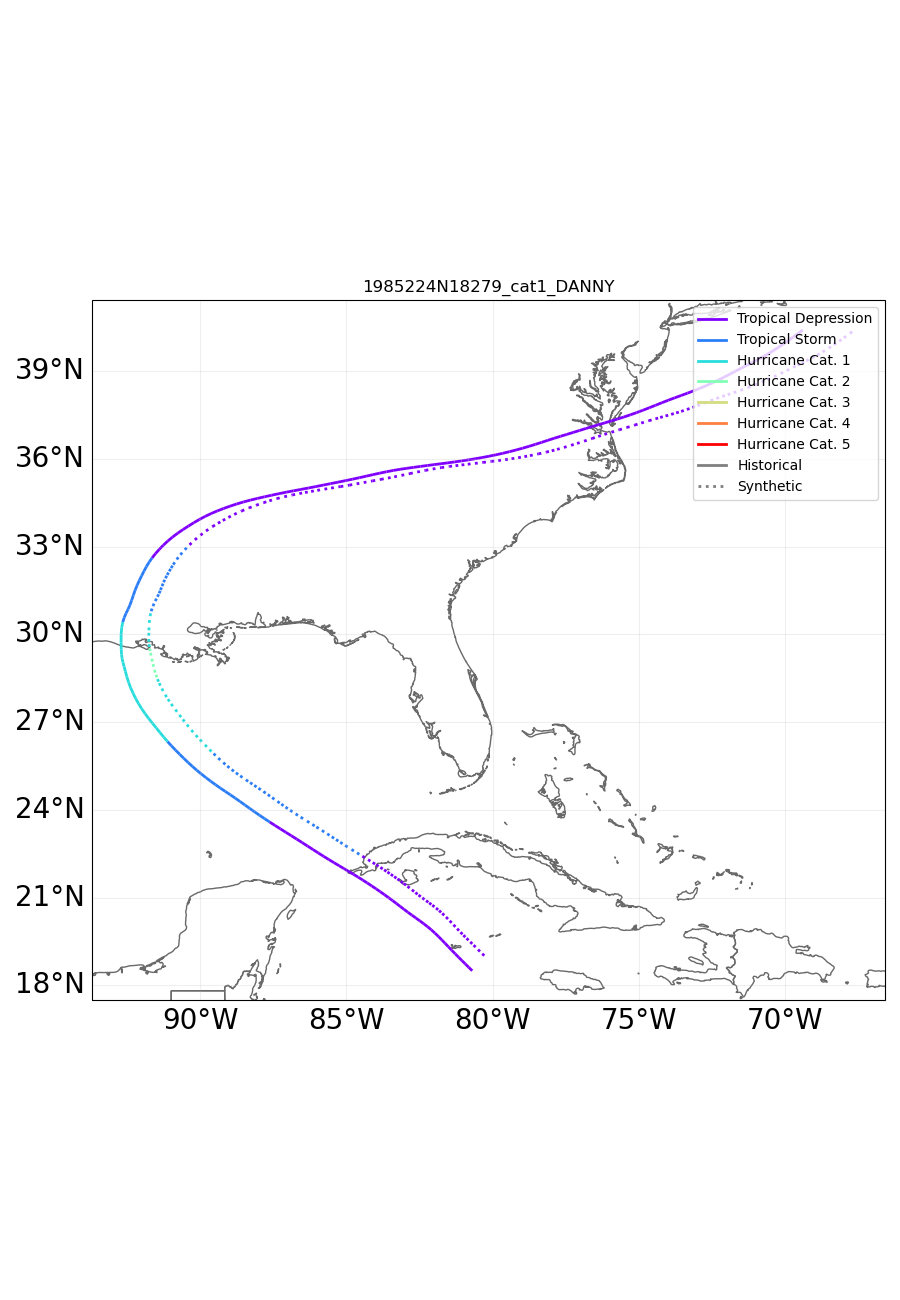 1985224N18279_cat1_DANNY
Tropical Depression
Tropical Storm
Hurricane Cat. 1
Hurricane Cat. 2
Hurricane Cat. 3
Hurricane Cat. 4
Hurricane Cat. 5
Historical
Synthetic
39°N
36°N
33°N
30°N
27°N
24°N
21°N
18°N
90°W 85°W 80°W 75°W 70°W